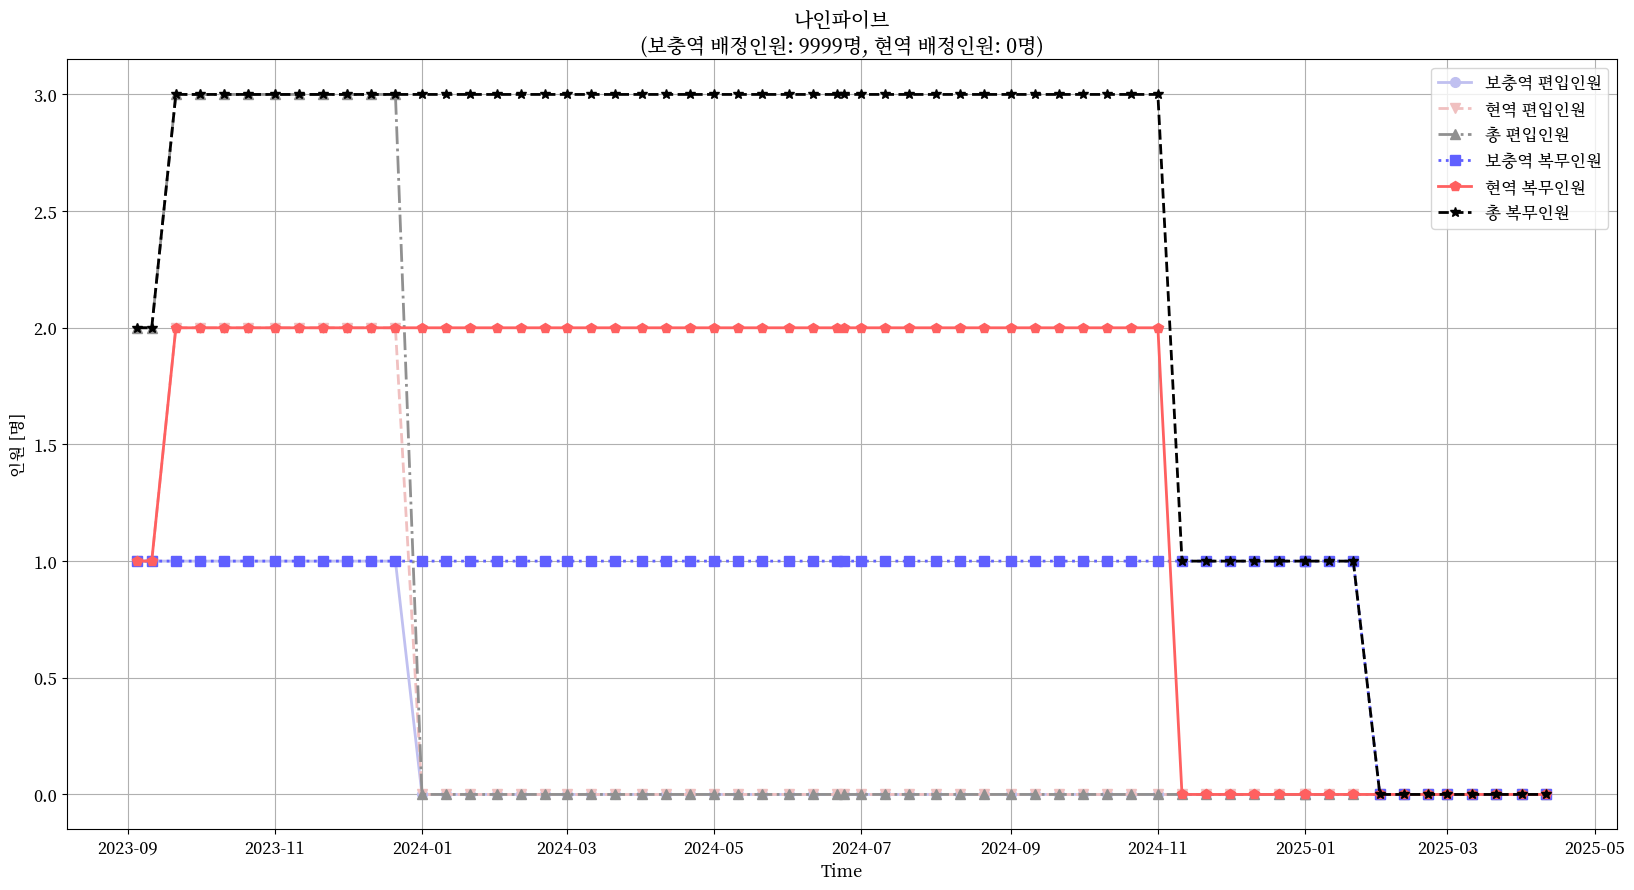 나인파이브
(보충역 배정인원: 9999명, 현역 배정인원: 0명)
보충역 편입인원
현역 편입인원
총 편입인원
보충역 복무인원
현역 복무인원
총 복무인원
3.0
2.5
2.0
1.5
1.0
0.5
0.0
인원 [명]
2023-09
2023-11
2024-01
2024-03
2024-05
2024-07
2024-09
2024-11
2025-01
2025-03
2025-05
Time